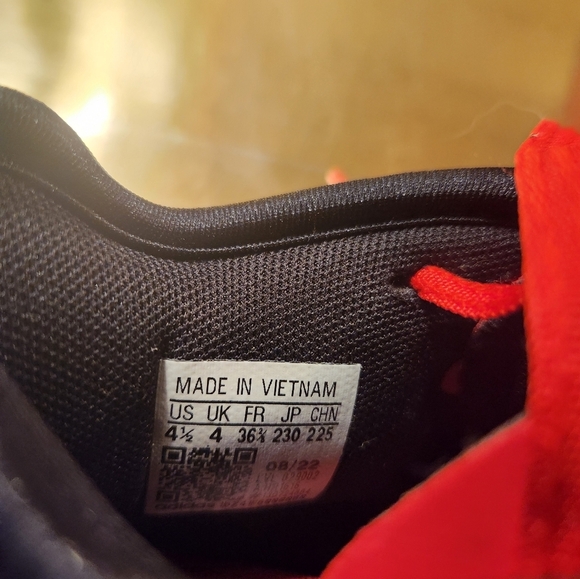 MADE IN VIETNAM
US UK FR JP CHN
4½ 4 36⅔ 230 225
08/22